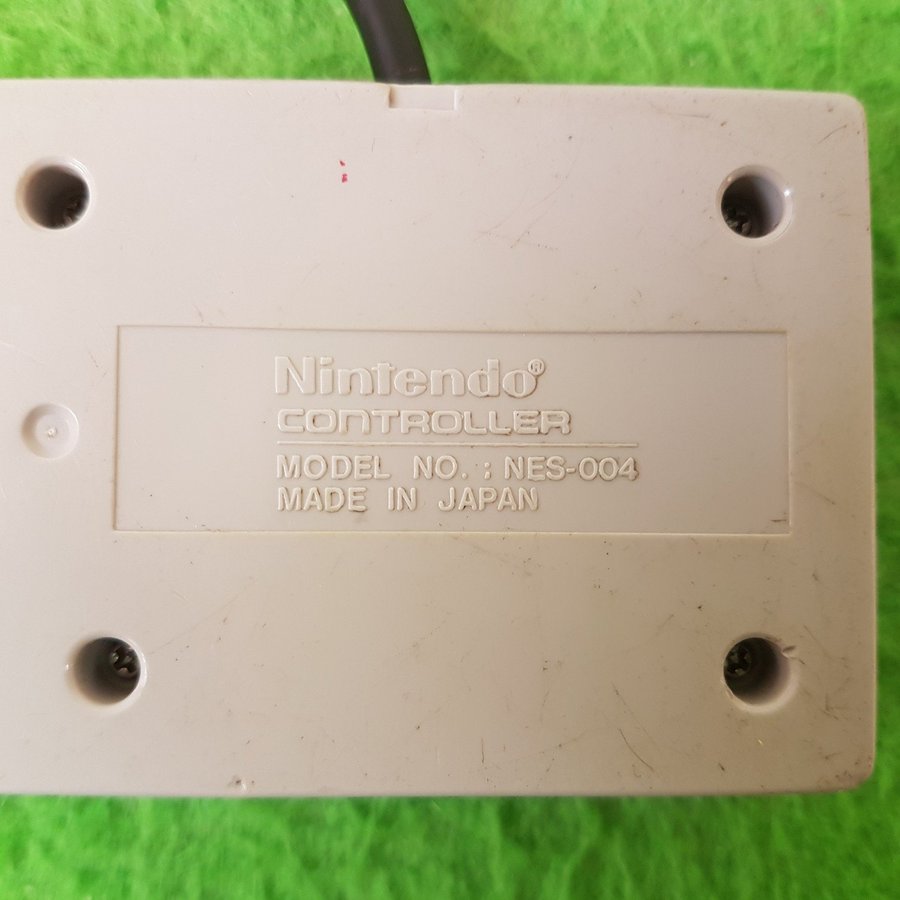 Nintendo®
CONTROLLER
MODEL NO. ; NES-004
MADE IN JAPAN